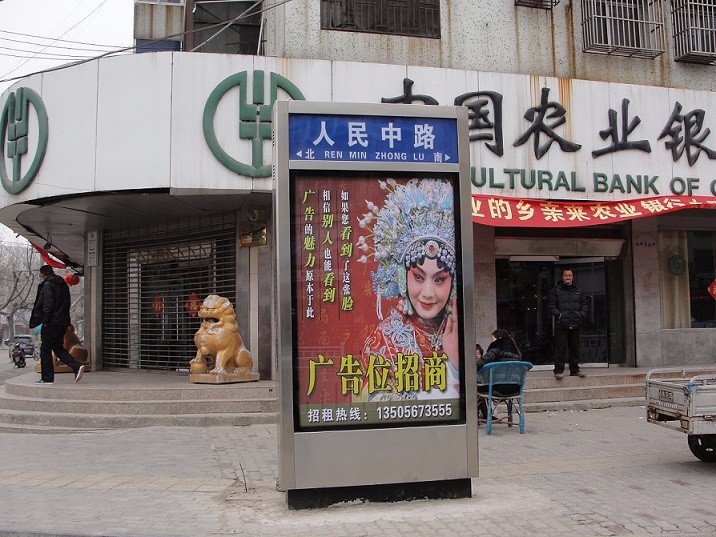 中国农业银
CULTURAL BANK OF C
业的乡亲来农业银行
人民中路
北 REN MIN ZHONG LU 南
如果您看到了这张脸
相信别人也能看到
广告的魅力原本于此
广告位招商
招租热线：13505673555